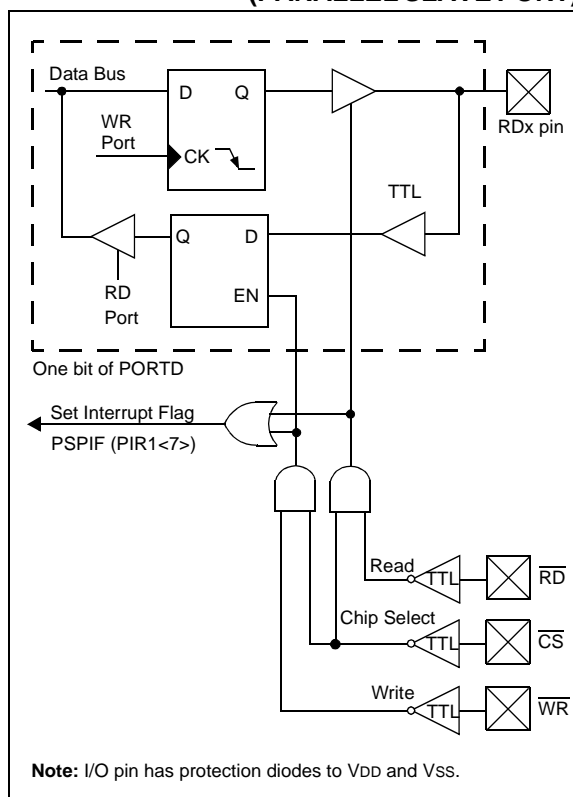 (PARALLEL SLAVE PORT)
Data Bus
D Q
WR
Port
CK
RDx pin
TTL
Q D
EN
RD
Port
One bit of PORTD
Set Interrupt Flag
PSPIF (PIR1<7>)
Read
TTL
RD
Chip Select
TTL
CS
Write
TTL
WR
Note: I/O pin has protection diodes to VDD and VSS.